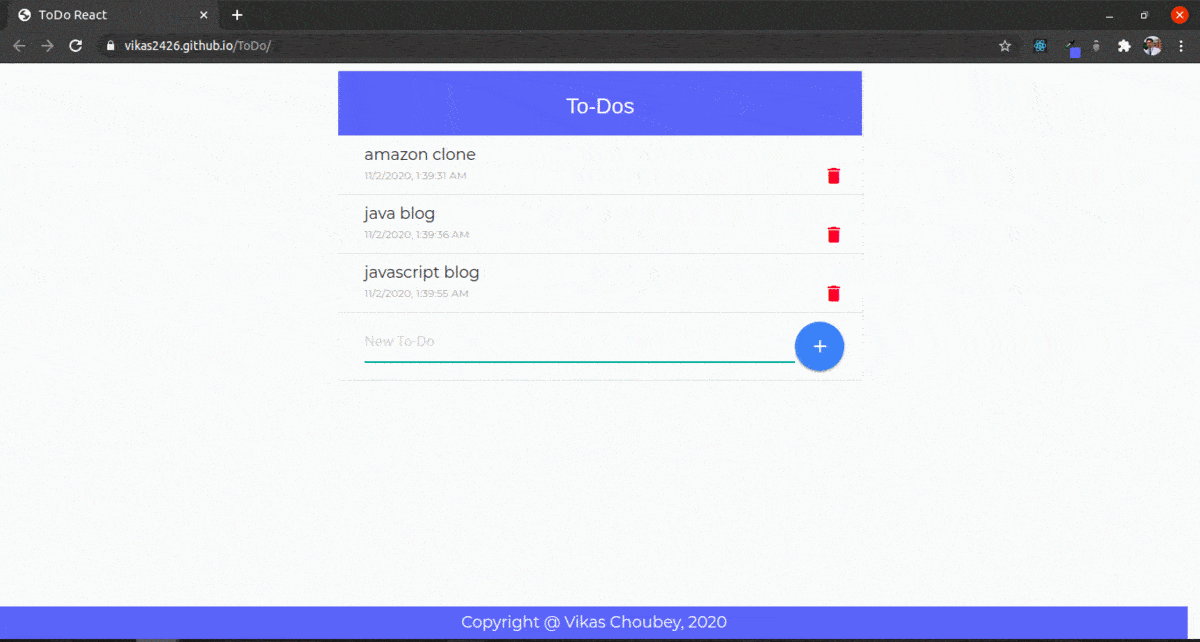 ToDo React
vikas2426.github.io/ToDo/
To-Dos
amazon clone
11/2/2020, 1:39:31 AM
java blog
11/2/2020, 1:39:36 AM
javascript blog
11/2/2020, 1:39:55 AM
New To-Do
Copyright @ Vikas Choubey, 2020